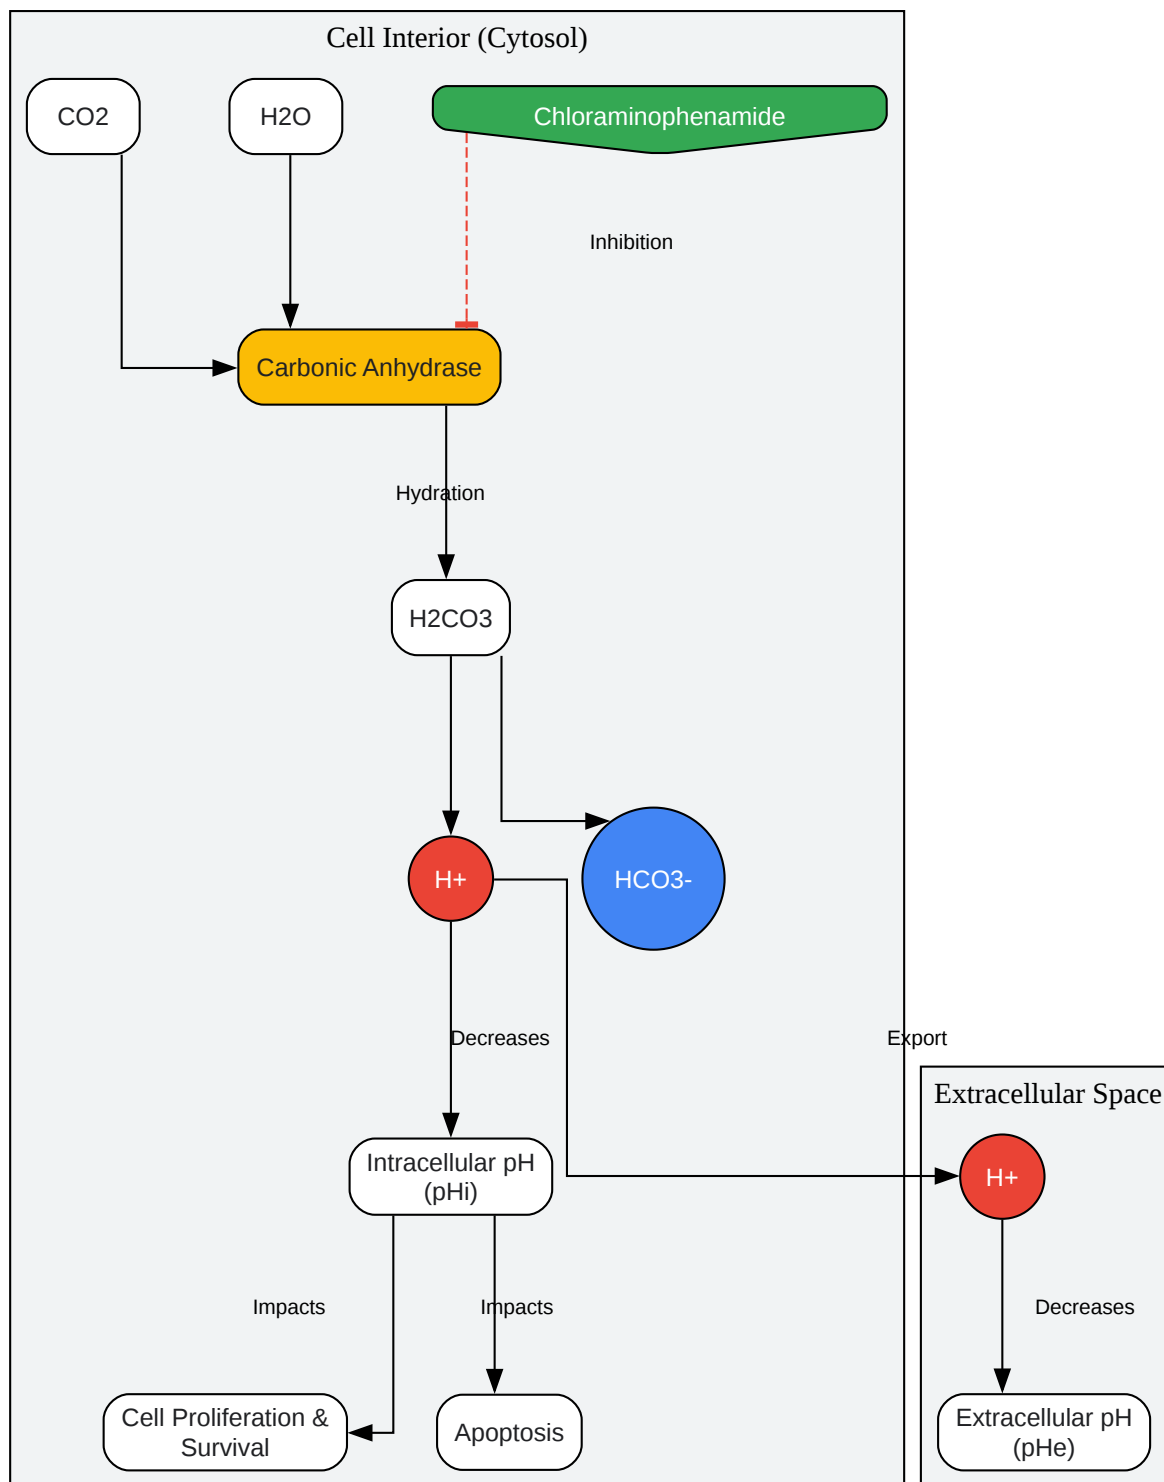 Cell Interior (Cytosol)
CO2
H2O
Chloraminophenamide
Inhibition
Carbonic Anhydrase
Hydration
H2CO3
H+
HCO3-
Decreases
Export
Extracellular Space
Intracellular pH
(pHi)
H+
Impacts
Impacts
Decreases
Cell Proliferation &
Survival
Apoptosis
Extracellular pH
(pHe)